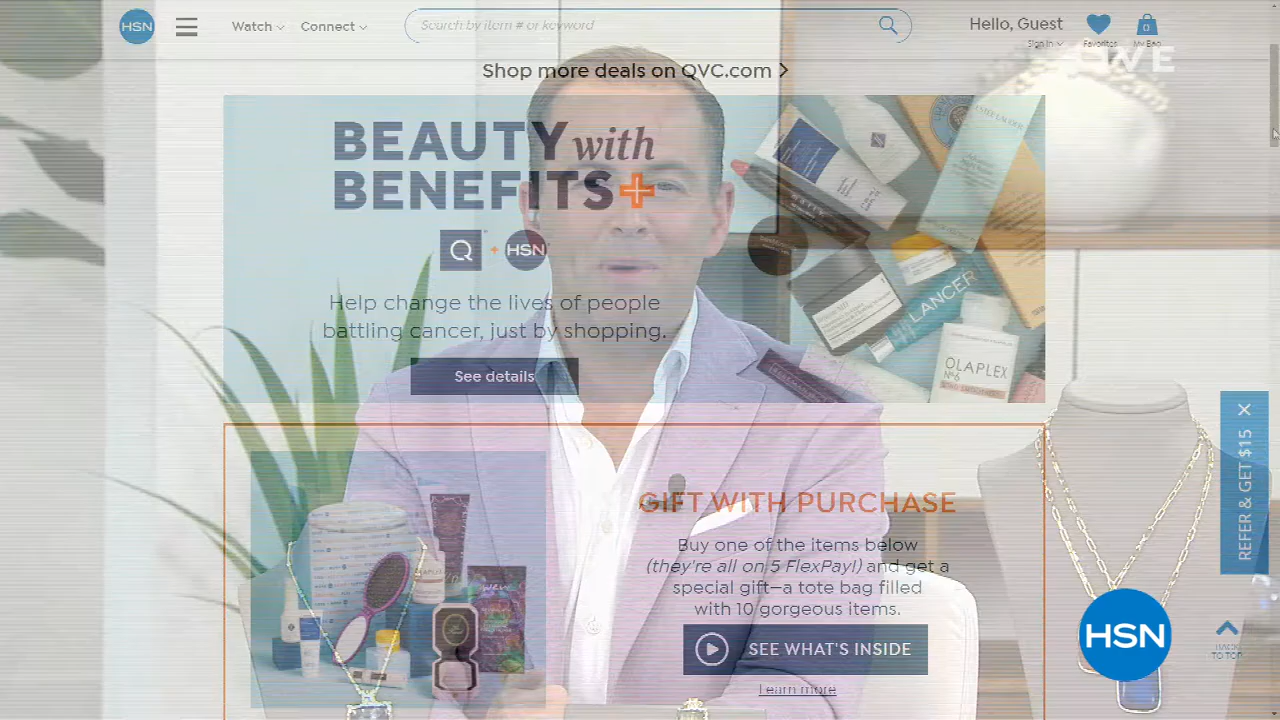 HSN
Watch
Connect
Search by item # or keyword
Hello, Guest
Sign in
Favorites
0
My Bag
Shop more deals on QVC.com
BEAUTY with
BENEFITS+
Q + HSN
Help change the lives of people
battling cancer, just by shopping.
See details
ESTEE LAUDER
LANCER
OLAPLEX
Nº6
GIFT WITH PURCHASE
Buy one of the items below
(they're all on 5 FlexPay!) and get a
special gift—a tote bag filled
with 10 gorgeous items.
SEE WHAT'S INSIDE
Learn more
REFER & GET $15
HSN
BACK
TO TOP